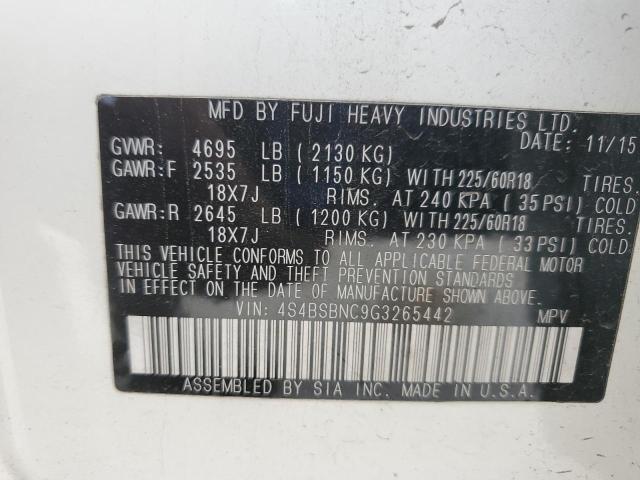 MFD BY FUJI HEAVY INDUSTRIES LTD.
DATE: 11/15
GVWR: 4695 LB (2130 KG)
GAWR:F 2535 LB (1150 KG) WITH 225/60R18 TIRES
18X7J RIMS. AT 240 KPA (35 PSI) COLD
GAWR:R 2645 LB (1200 KG) WITH 225/60R18 TIRES.
18X7J RIMS. AT 230 KPA (33 PSI) COLD.
THIS VEHICLE CONFORMS TO ALL APPLICABLE FEDERAL MOTOR
VEHICLE SAFETY AND THEFT PREVENTION STANDARDS
IN EFFECT ON THE DATE OF MANUFACTURE SHOWN ABOVE.
VIN: 4S4BSBNC9G3265442 MPV
ASSEMBLED BY SIA INC. MADE IN U.S.A.